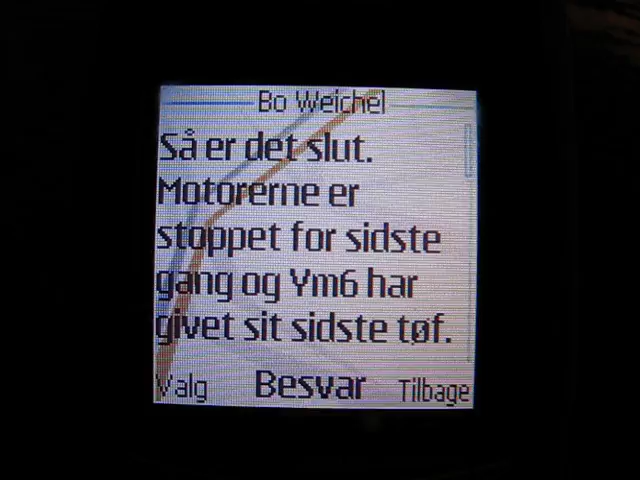 Bo Weichel
Så er det slut.
Motorerne er
stoppet for sidste
gang og Ym6 har
givet sit sidste tøf.
Valg Besvar Tilbage